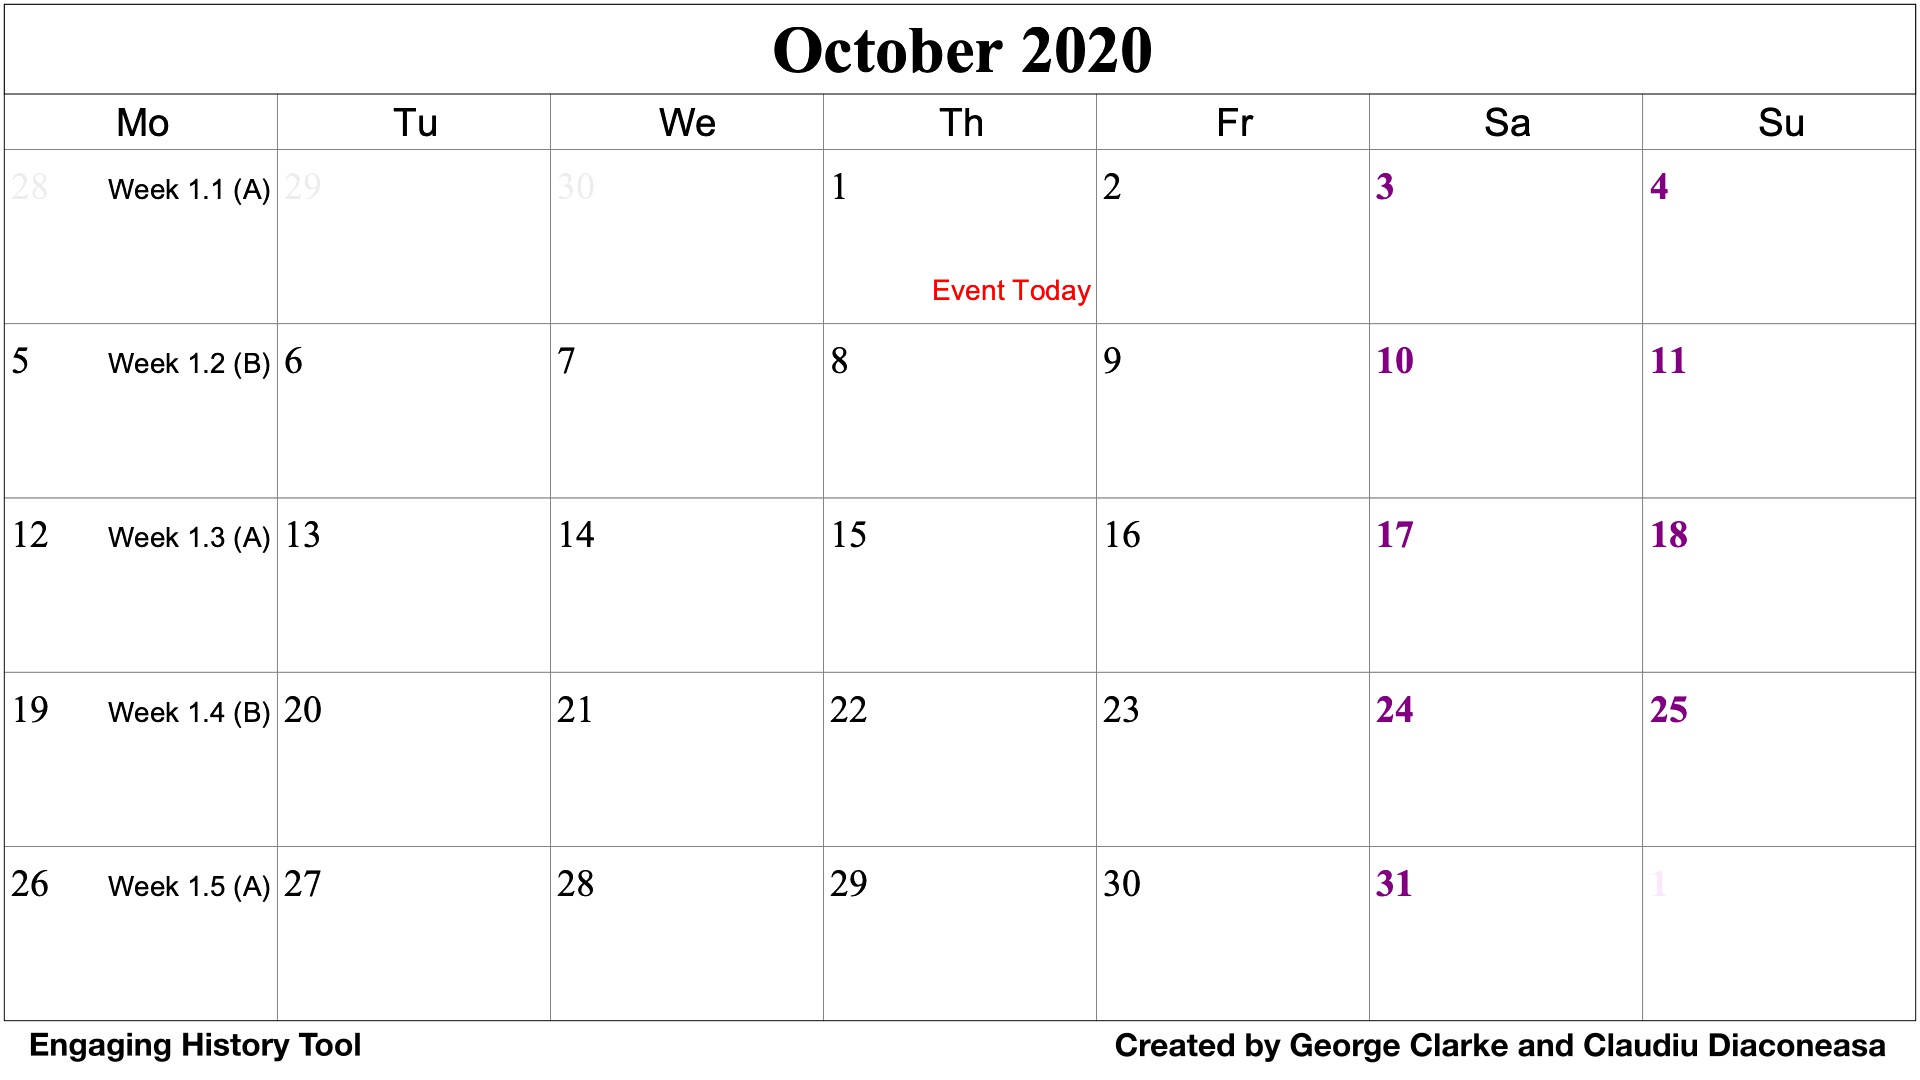 October 2020
Mo Tu We Th Fr Sa Su
28 Week 1.1 (A) 29 30 1 2 3 4
Event Today
5 Week 1.2 (B) 6 7 8 9 10 11
12 Week 1.3 (A) 13 14 15 16 17 18
19 Week 1.4 (B) 20 21 22 23 24 25
26 Week 1.5 (A) 27 28 29 30 31 1
Engaging History Tool Created by George Clarke and Claudiu Diaconeasa